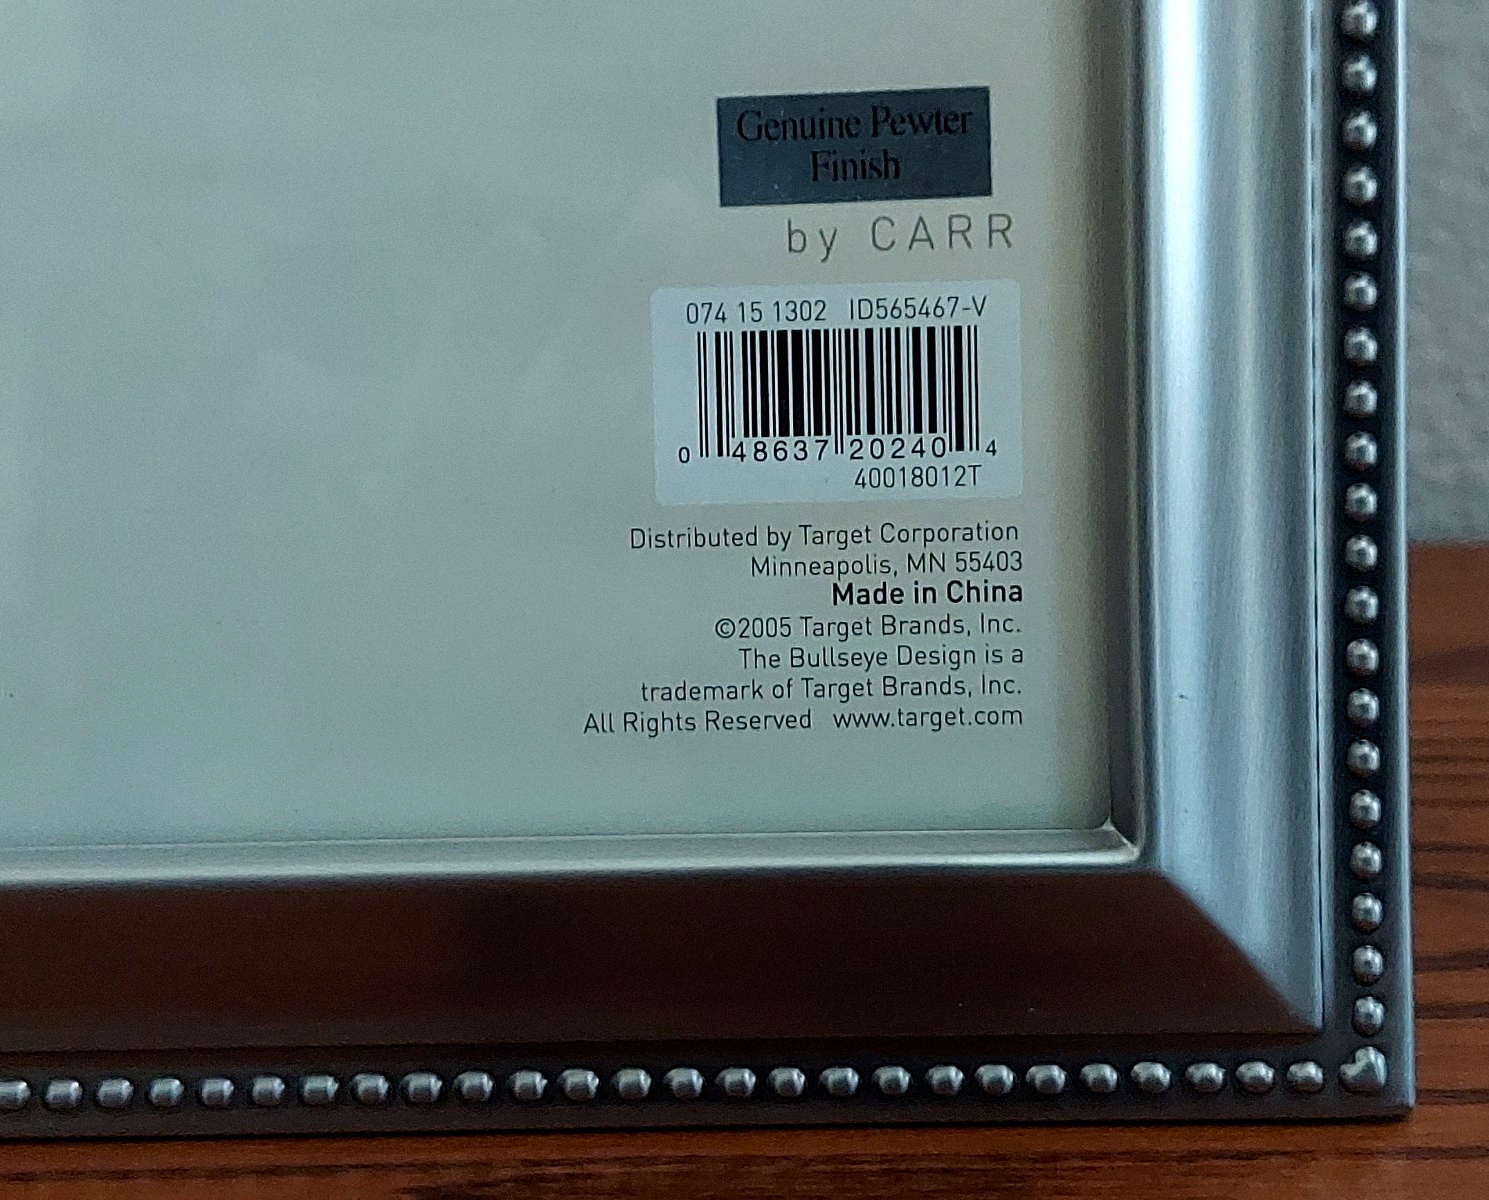 Genuine Pewter
Finish
by CARR
074 15 1302 ID565467-V
0 48637 20240 4
40018012T
Distributed by Target Corporation
Minneapolis, MN 55403
Made in China
©2005 Target Brands, Inc.
The Bullseye Design is a
trademark of Target Brands, Inc.
All Rights Reserved www.target.com